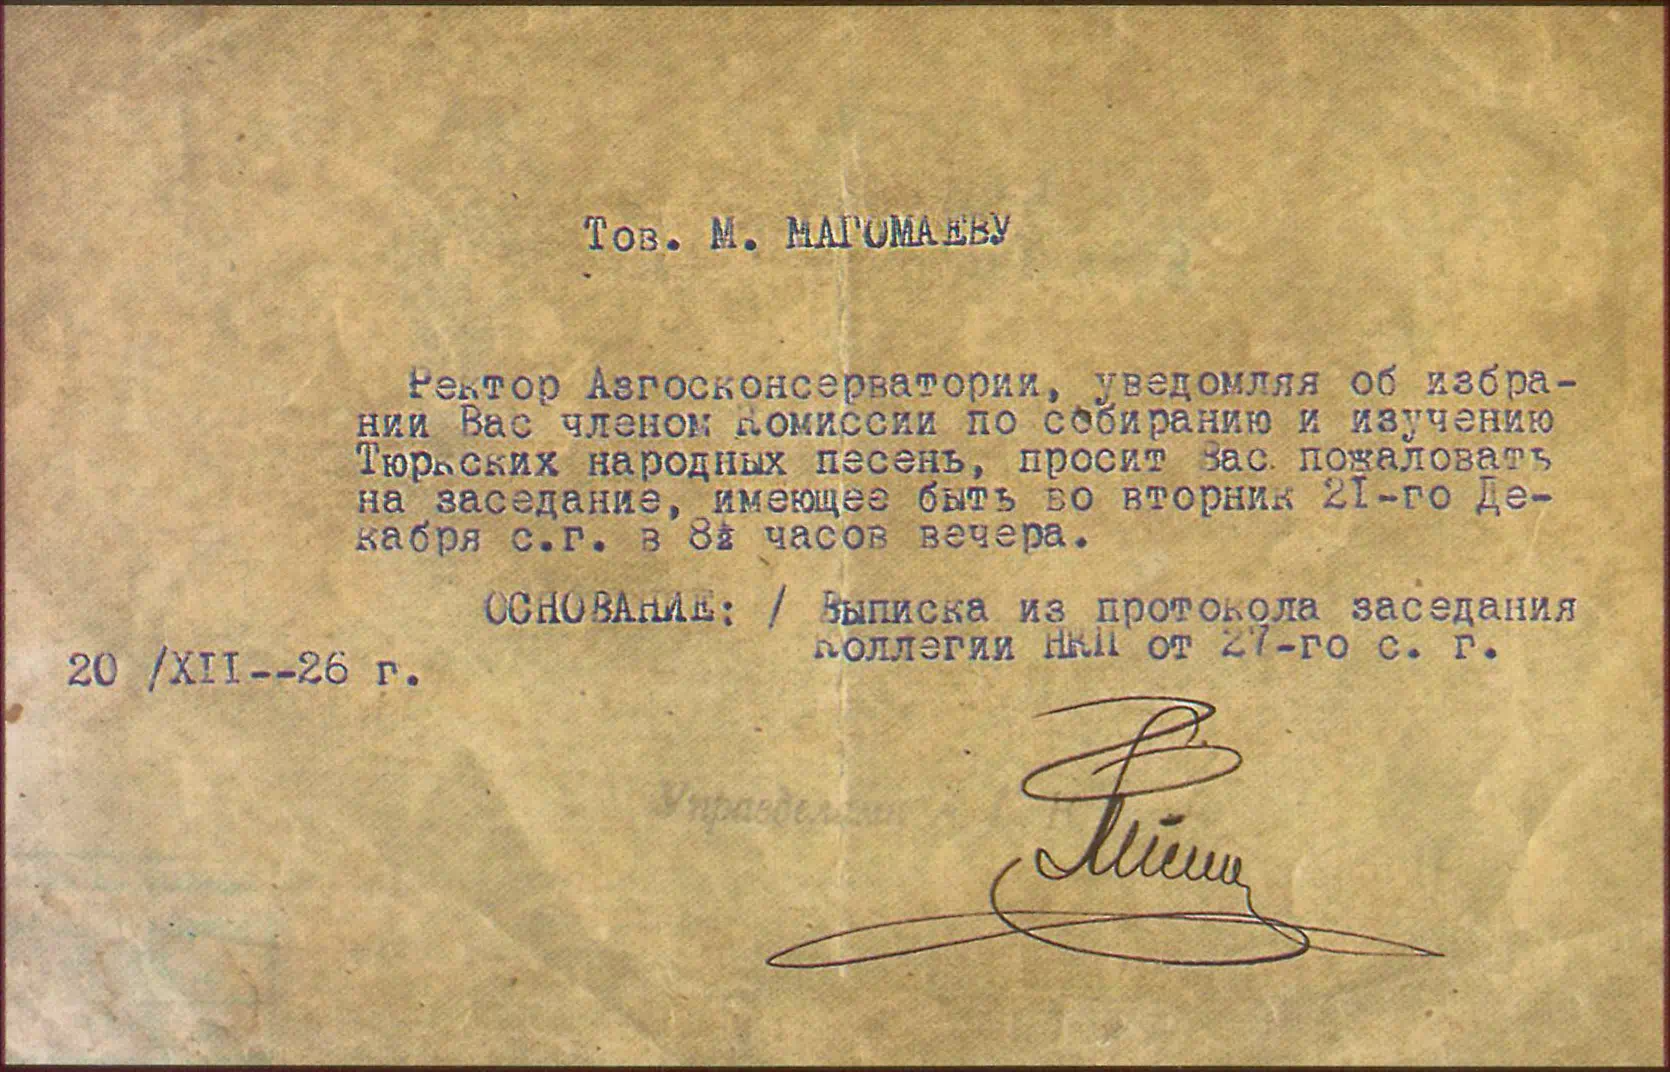 Тов. М. МАГОМАЕВУ
Ректор Азгосконсерватории, уведомляя об избра-
нии Вас членом Комиссии по собиранию и изучению
Тюркских народных песень, просит Вас пожаловать
на заседание, имеющее быть во вторник 21-го Де-
кабря с.г. в 8½ часов вечера.
ОСНОВАНИЕ: / Выписка из протокола заседания
Коллегии НКП от 27-го с. г.
20 /XII--26 г.